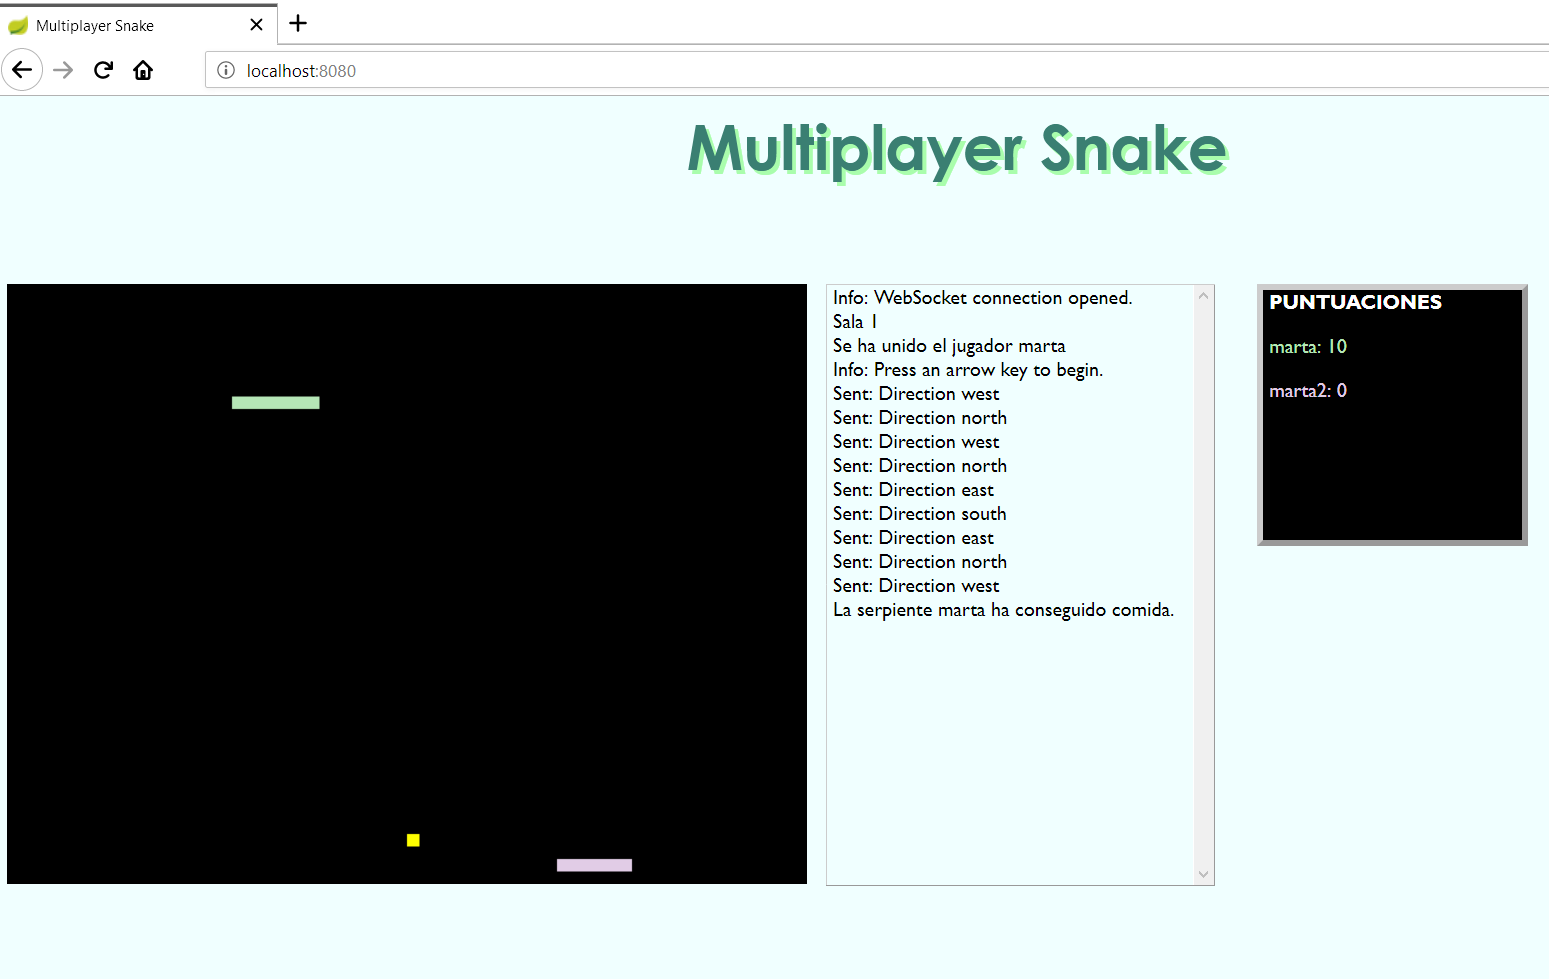 Multiplayer Snake
localhost:8080
Multiplayer Snake
Info: WebSocket connection opened.
Sala 1
Se ha unido el jugador marta
Info: Press an arrow key to begin.
Sent: Direction west
Sent: Direction north
Sent: Direction west
Sent: Direction north
Sent: Direction east
Sent: Direction south
Sent: Direction east
Sent: Direction north
Sent: Direction west
La serpiente marta ha conseguido comida.
PUNTUACIONES
marta: 10
marta2: 0